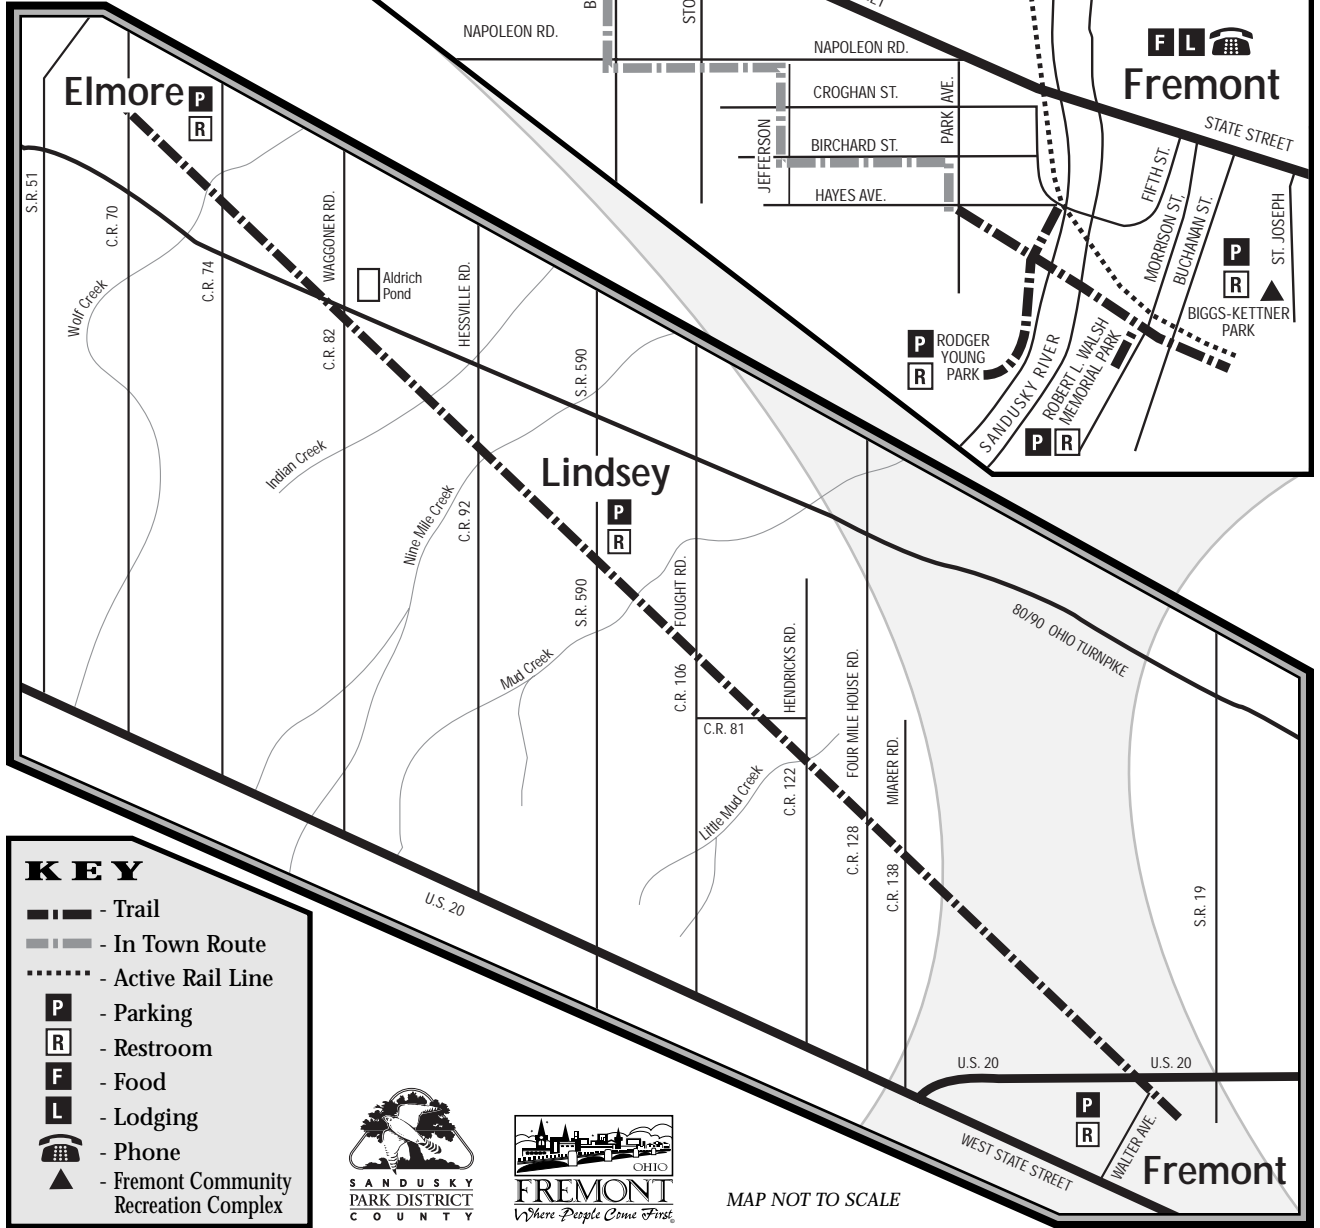 NAPOLEON RD.
B
STO
NAPOLEON RD.
CROGHAN ST.
BIRCHARD ST.
HAYES AVE.
JEFFERSON
PARK AVE.
F L
Fremont
STATE STREET
FIFTH ST.
MORRISON ST.
BUCHANAN ST.
ST. JOSEPH
P
R
BIGGS-KETTNER
PARK
P
R
RODGER
YOUNG
PARK
SANDUSKY RIVER
ROBERT L. WALSH
MEMORIAL PARK
P R
Elmore
P
R
S.R. 51
C.R. 70
C.R. 74
WAGGONER RD.
C.R. 82
Aldrich
Pond
HESSVILLE RD.
C.R. 92
S.R. 590
Wolf Creek
Indian Creek
Nine Mile Creek
Lindsey
P
R
S.R. 590
FOUGHT RD.
C.R. 106
Mud Creek
C.R. 81
HENDRICKS RD.
C.R. 122
Little Mud Creek
FOUR MILE HOUSE RD.
C.R. 128
MIARER RD.
C.R. 138
80/90 OHIO TURNPIKE
S.R. 19
U.S. 20
U.S. 20
U.S. 20
P
R
WEST STATE STREET
WALTER AVE.
Fremont
KEY
- Trail
- In Town Route
- Active Rail Line
P - Parking
R - Restroom
F - Food
L - Lodging
- Phone
- Fremont Community
Recreation Complex
SANDUSKY
PARK DISTRICT
COUNTY
OHIO
FREMONT
Where People Come First
MAP NOT TO SCALE